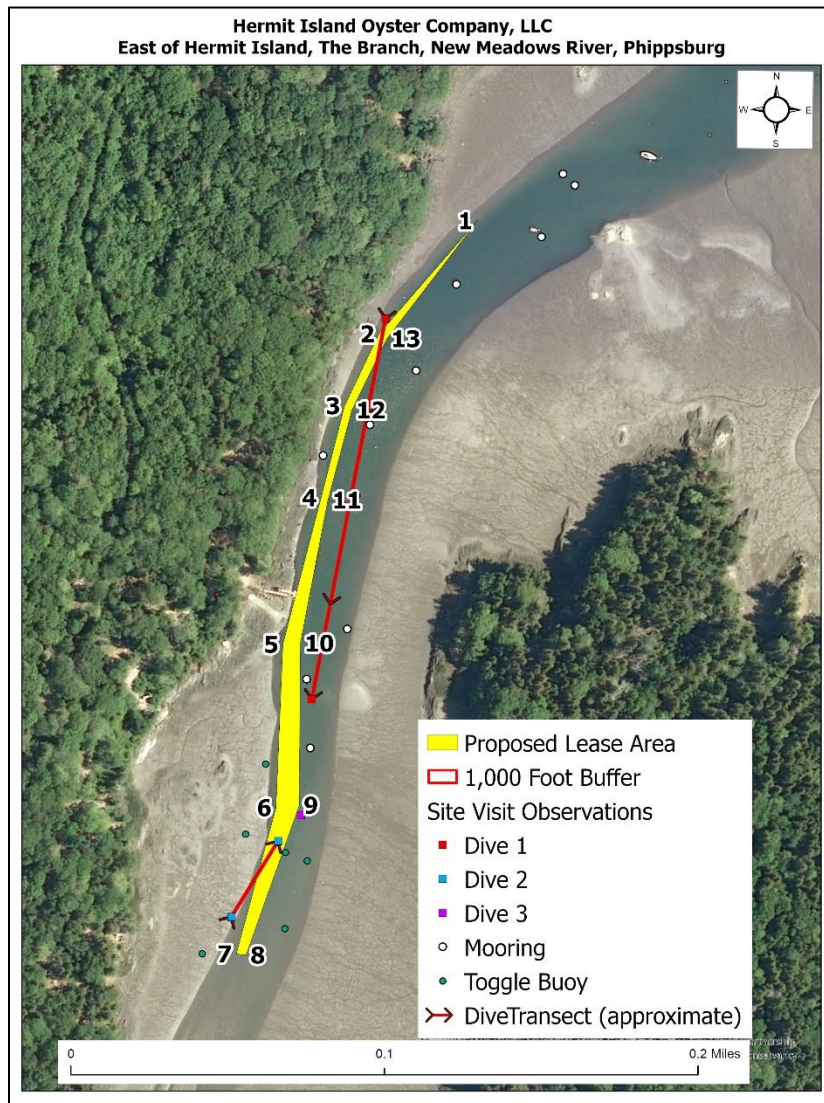 Hermit Island Oyster Company, LLC
East of Hermit Island, The Branch, New Meadows River, Phippsburg
N
W E
S
1
2 13
3 12
4 11
5 10
6 9
7 8
Proposed Lease Area
1,000 Foot Buffer
Site Visit Observations
Dive 1
Dive 2
Dive 3
Mooring
Toggle Buoy
DiveTransect (approximate)
0 0.1 0.2 Miles